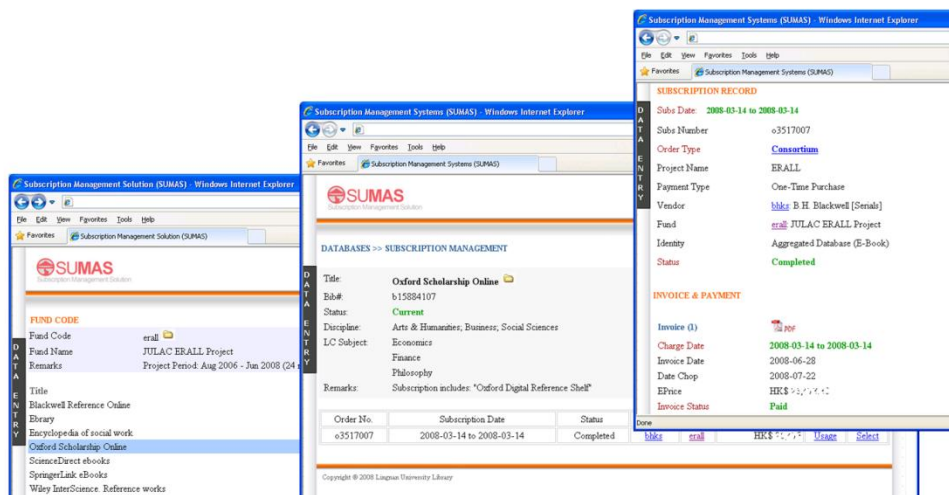 Subscription Management Solution (SUMAS) - Windows Internet Explorer
File Edit View Favorites Tools Help
Favorites Subscription Management Solution (SUMAS)
SUMAS
Subscription Management Solution
DATA ENTRY
FUND CODE
Fund Code erall
Fund Name JULAC ERALL Project
Remarks Project Period: Aug 2006 - Jun 2008 (24
Title
Blackwell Reference Online
Ebrary
Encyclopedia of social work
Oxford Scholarship Online
ScienceDirect ebooks
SpringerLink eBooks
Wiley InterScience. Reference works
Subscription Management Systems (SUMAS) - Windows Internet Explorer
File Edit View Favorites Tools Help
Favorites Subscription Management Systems (SUMAS)
SUMAS
Subscription Management Solution
DATA ENTRY
DATABASES >> SUBSCRIPTION MANAGEMENT
Title: Oxford Scholarship Online
Bib#: b15884107
Status: Current
Discipline: Arts & Humanities; Business; Social Sciences
LC Subject: Economics
Finance
Philosophy
Remarks: Subscription includes: "Oxford Digital Reference Shelf"
Order No. Subscription Date Status
o3517007 2008-03-14 to 2008-03-14 Completed bhks erall HK$ Usage Select
Copyright © 2008 Lingnan University Library
Subscription Management Systems (SUMAS) - Windows Internet Explorer
File Edit View Favorites Tools Help
Favorites Subscription Management Systems (SUMAS)
DATA ENTRY
SUBSCRIPTION RECORD
Subs Date: 2008-03-14 to 2008-03-14
Subs Number o3517007
Order Type Consortium
Project Name ERALL
Payment Type One-Time Purchase
Vendor bhks: B.H. Blackwell [Serials]
Fund erall: JULAC ERALL Project
Identity Aggregated Database (E-Book)
Status Completed
INVOICE & PAYMENT
Invoice (1) PDF
Charge Date 2008-03-14 to 2008-03-14
Invoice Date 2008-06-28
Date Chop 2008-07-22
EPrice HK$
Invoice Status Paid
Done